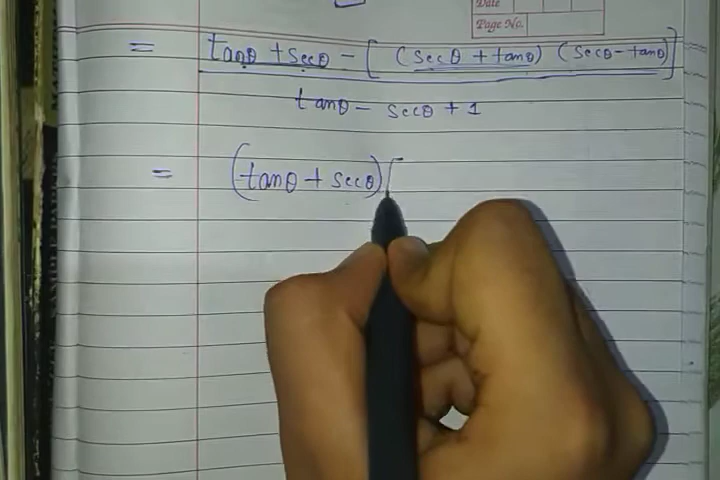 Date
Page No.
= tanθ + secθ - [ (secθ + tanθ) (secθ - tanθ) ]
tanθ - secθ + 1
= (tanθ + secθ) [